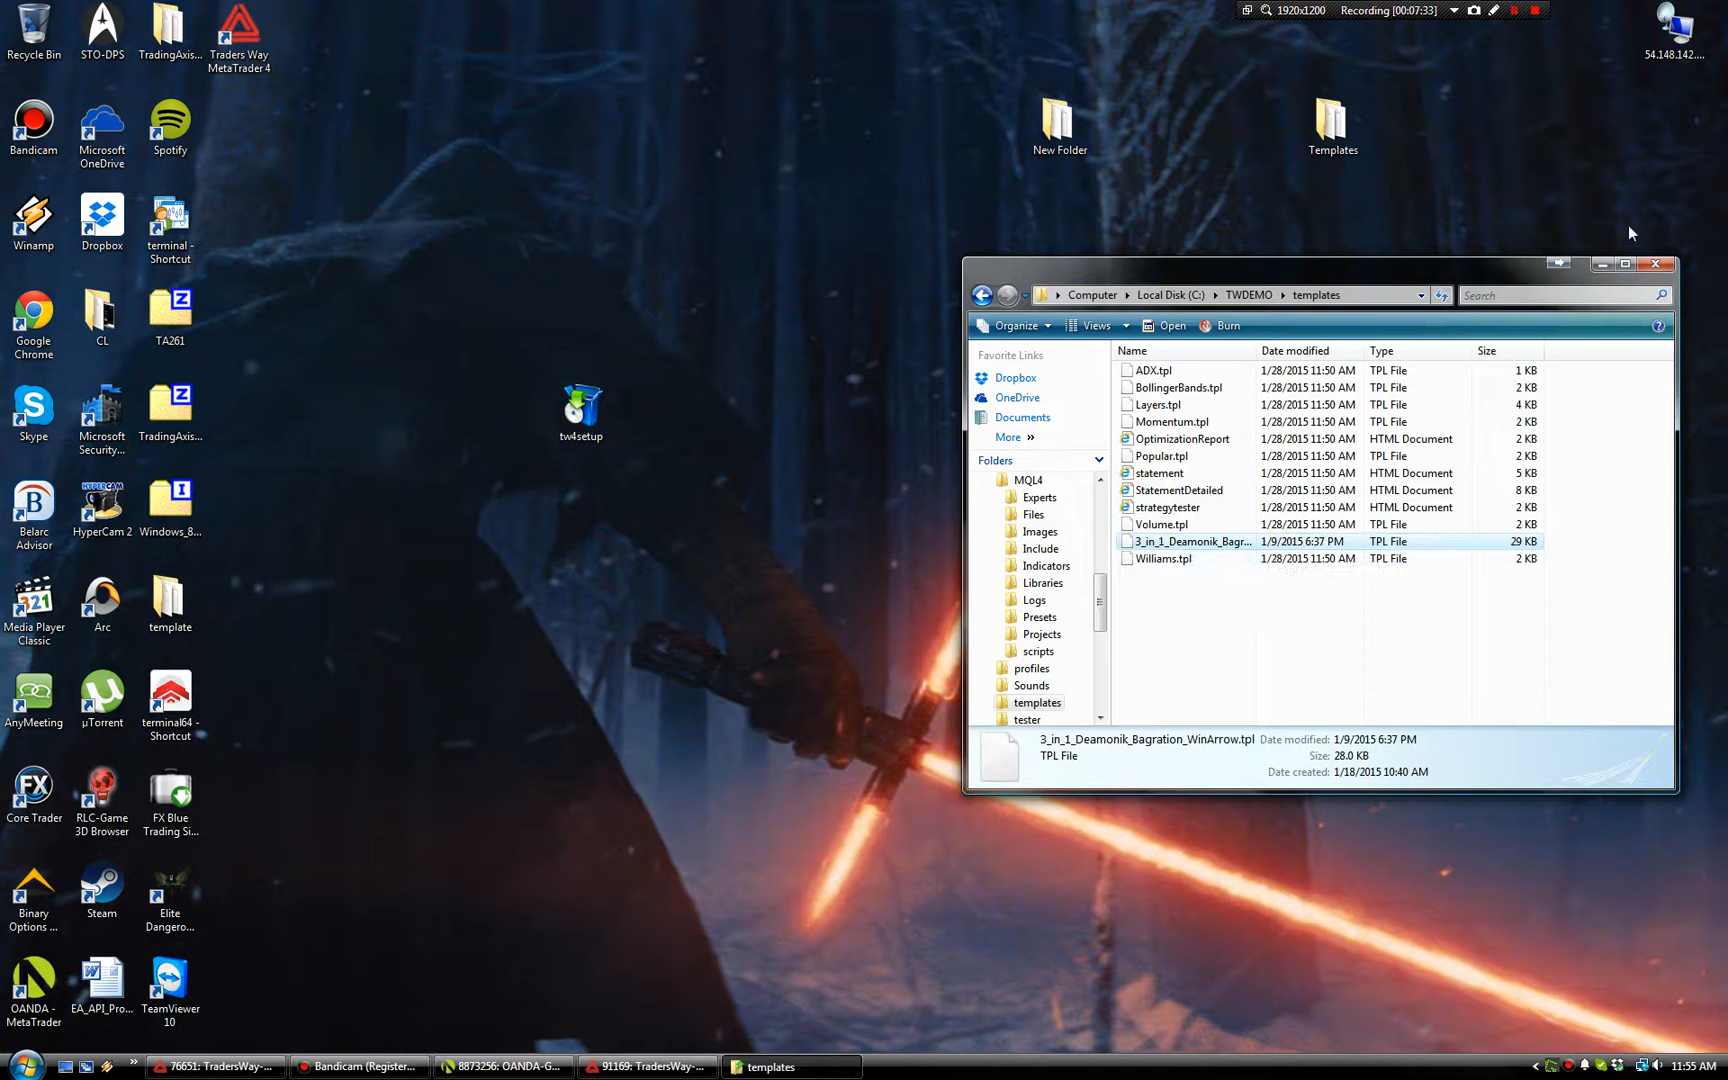 1920x1200
Recording [00:07:33]
Recycle Bin
STO-DPS
TradingAxis...
Traders Way
MetaTrader 4
54.148.142....
Bandicam
Microsoft
OneDrive
Spotify
New Folder
Templates
Winamp
Dropbox
terminal -
Shortcut
Google
Chrome
CL
TA261
Skype
Microsoft
Security...
TradingAxis...
tw4setup
Belarc
Advisor
HyperCam 2
Windows_8...
Media Player
Classic
Arc
template
AnyMeeting
µTorrent
terminal64 -
Shortcut
Core Trader
RLC-Game
3D Browser
FX Blue
Trading Si...
Binary
Options ...
Steam
Elite
Dangero...
OANDA -
MetaTrader
EA_API_Pro...
TeamViewer
10
Computer
Local Disk (C:)
TWDEMO
templates
Search
Organize
Views
Open
Burn
Favorite Links
Dropbox
OneDrive
Documents
More »
Folders
MQL4
Experts
Files
Images
Include
Indicators
Libraries
Logs
Presets
Projects
scripts
profiles
Sounds
templates
tester
Name Date modified Type Size
ADX.tpl 1/28/2015 11:50 AM TPL File 1 KB
BollingerBands.tpl 1/28/2015 11:50 AM TPL File 2 KB
Layers.tpl 1/28/2015 11:50 AM TPL File 4 KB
Momentum.tpl 1/28/2015 11:50 AM TPL File 2 KB
OptimizationReport 1/28/2015 11:50 AM HTML Document 2 KB
Popular.tpl 1/28/2015 11:50 AM TPL File 2 KB
statement 1/28/2015 11:50 AM HTML Document 5 KB
StatementDetailed 1/28/2015 11:50 AM HTML Document 8 KB
strategytester 1/28/2015 11:50 AM HTML Document 2 KB
Volume.tpl 1/28/2015 11:50 AM TPL File 2 KB
3_in_1_Deamonik_Bagr... 1/9/2015 6:37 PM TPL File 29 KB
Williams.tpl 1/28/2015 11:50 AM TPL File 2 KB
3_in_1_Deamonik_Bagration_WinArrow.tpl Date modified: 1/9/2015 6:37 PM
TPL File Size: 28.0 KB
Date created: 1/18/2015 10:40 AM
76651: TradersWay-...
Bandicam (Register...
8873256: OANDA-G...
91169: TradersWay-...
templates
11:55 AM